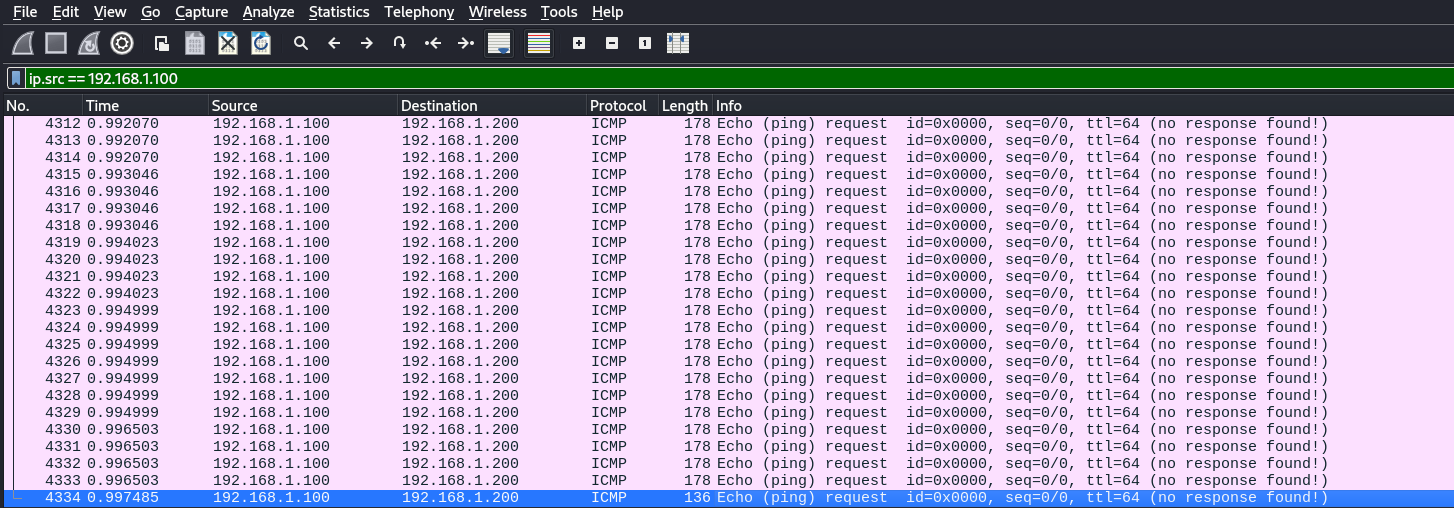 File Edit View Go Capture Analyze Statistics Telephony Wireless Tools Help
ip.src == 192.168.1.100
No. Time Source Destination Protocol Length Info
4312 0.992070 192.168.1.100 192.168.1.200 ICMP 178 Echo (ping) request id=0x0000, seq=0/0, ttl=64 (no response found!)
4313 0.992070 192.168.1.100 192.168.1.200 ICMP 178 Echo (ping) request id=0x0000, seq=0/0, ttl=64 (no response found!)
4314 0.992070 192.168.1.100 192.168.1.200 ICMP 178 Echo (ping) request id=0x0000, seq=0/0, ttl=64 (no response found!)
4315 0.993046 192.168.1.100 192.168.1.200 ICMP 178 Echo (ping) request id=0x0000, seq=0/0, ttl=64 (no response found!)
4316 0.993046 192.168.1.100 192.168.1.200 ICMP 178 Echo (ping) request id=0x0000, seq=0/0, ttl=64 (no response found!)
4317 0.993046 192.168.1.100 192.168.1.200 ICMP 178 Echo (ping) request id=0x0000, seq=0/0, ttl=64 (no response found!)
4318 0.993046 192.168.1.100 192.168.1.200 ICMP 178 Echo (ping) request id=0x0000, seq=0/0, ttl=64 (no response found!)
4319 0.994023 192.168.1.100 192.168.1.200 ICMP 178 Echo (ping) request id=0x0000, seq=0/0, ttl=64 (no response found!)
4320 0.994023 192.168.1.100 192.168.1.200 ICMP 178 Echo (ping) request id=0x0000, seq=0/0, ttl=64 (no response found!)
4321 0.994023 192.168.1.100 192.168.1.200 ICMP 178 Echo (ping) request id=0x0000, seq=0/0, ttl=64 (no response found!)
4322 0.994023 192.168.1.100 192.168.1.200 ICMP 178 Echo (ping) request id=0x0000, seq=0/0, ttl=64 (no response found!)
4323 0.994999 192.168.1.100 192.168.1.200 ICMP 178 Echo (ping) request id=0x0000, seq=0/0, ttl=64 (no response found!)
4324 0.994999 192.168.1.100 192.168.1.200 ICMP 178 Echo (ping) request id=0x0000, seq=0/0, ttl=64 (no response found!)
4325 0.994999 192.168.1.100 192.168.1.200 ICMP 178 Echo (ping) request id=0x0000, seq=0/0, ttl=64 (no response found!)
4326 0.994999 192.168.1.100 192.168.1.200 ICMP 178 Echo (ping) request id=0x0000, seq=0/0, ttl=64 (no response found!)
4327 0.994999 192.168.1.100 192.168.1.200 ICMP 178 Echo (ping) request id=0x0000, seq=0/0, ttl=64 (no response found!)
4328 0.994999 192.168.1.100 192.168.1.200 ICMP 178 Echo (ping) request id=0x0000, seq=0/0, ttl=64 (no response found!)
4329 0.994999 192.168.1.100 192.168.1.200 ICMP 178 Echo (ping) request id=0x0000, seq=0/0, ttl=64 (no response found!)
4330 0.996503 192.168.1.100 192.168.1.200 ICMP 178 Echo (ping) request id=0x0000, seq=0/0, ttl=64 (no response found!)
4331 0.996503 192.168.1.100 192.168.1.200 ICMP 178 Echo (ping) request id=0x0000, seq=0/0, ttl=64 (no response found!)
4332 0.996503 192.168.1.100 192.168.1.200 ICMP 178 Echo (ping) request id=0x0000, seq=0/0, ttl=64 (no response found!)
4333 0.996503 192.168.1.100 192.168.1.200 ICMP 178 Echo (ping) request id=0x0000, seq=0/0, ttl=64 (no response found!)
4334 0.997485 192.168.1.100 192.168.1.200 ICMP 136 Echo (ping) request id=0x0000, seq=0/0, ttl=64 (no response found!)